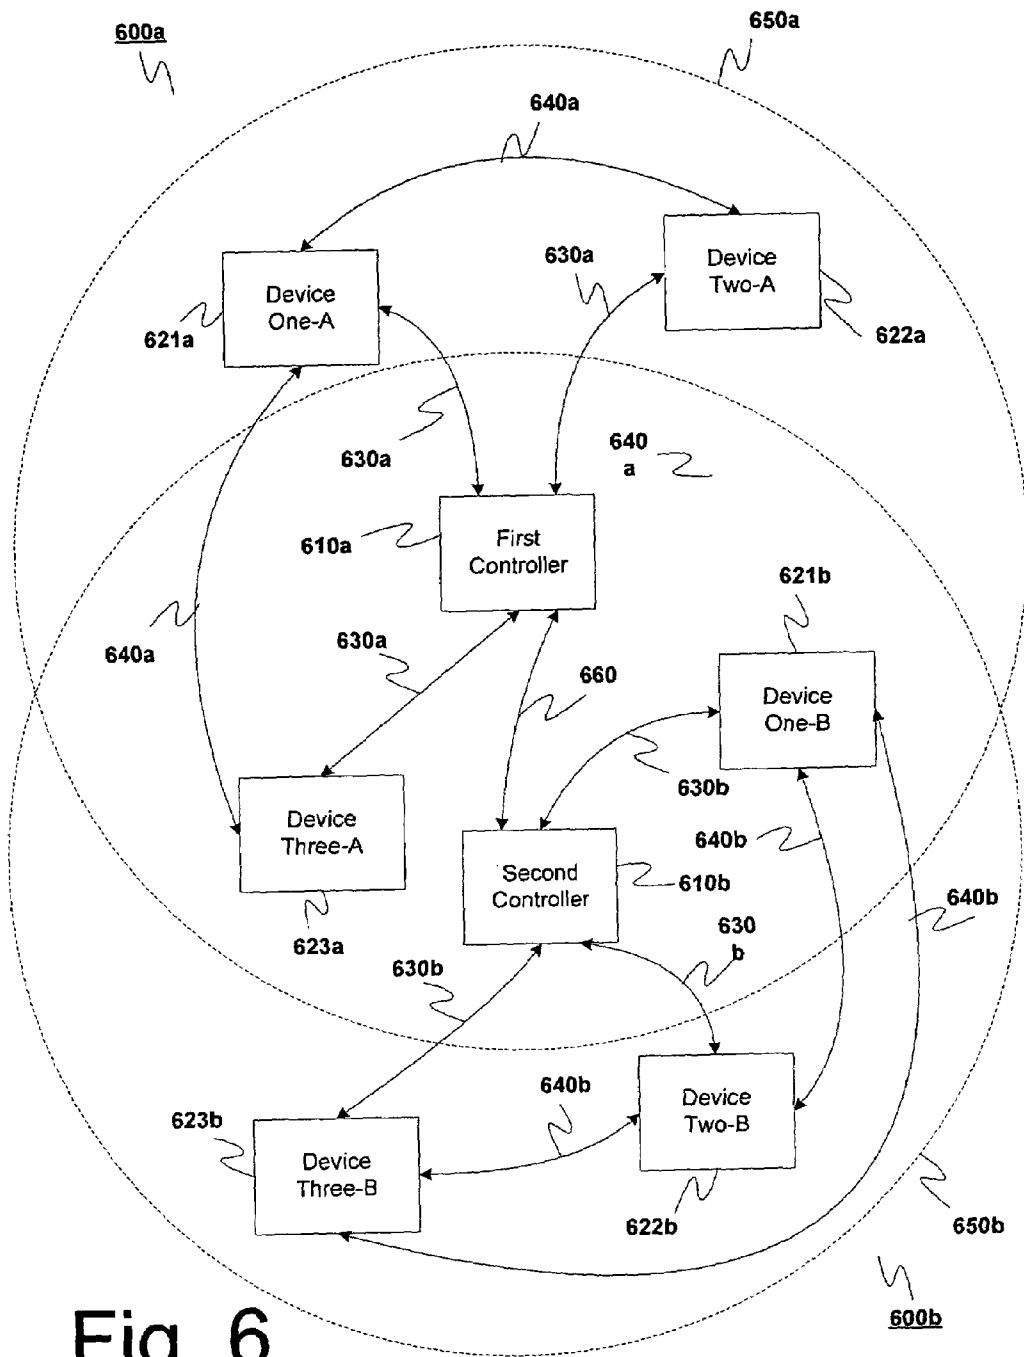 600a
650a
640a
Device
One-A
630a
Device
Two-A
621a
622a
630a
640
a
610a
First
Controller
621b
640a
630a
660
Device
One-B
630b
Device
Three-A
640b
Second
Controller
610b
640b
623a
630b
630
b
640b
Device
Two-B
623b
Device
Three-B
622b
650b
600b
Fig. 6